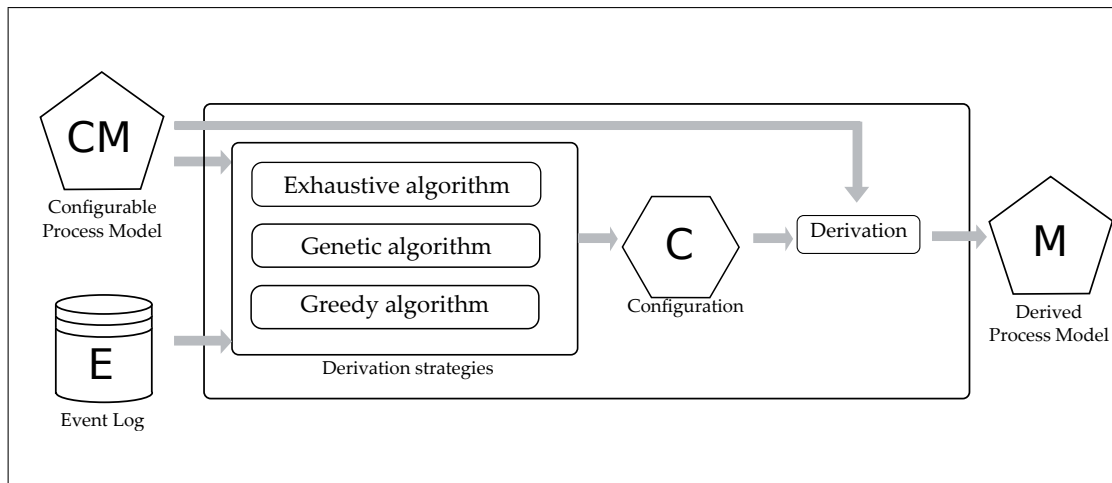 CM
Configurable
Process Model
E
Event Log
Exhaustive algorithm
Genetic algorithm
Greedy algorithm
Derivation strategies
C
Configuration
Derivation
M
Derived
Process Model